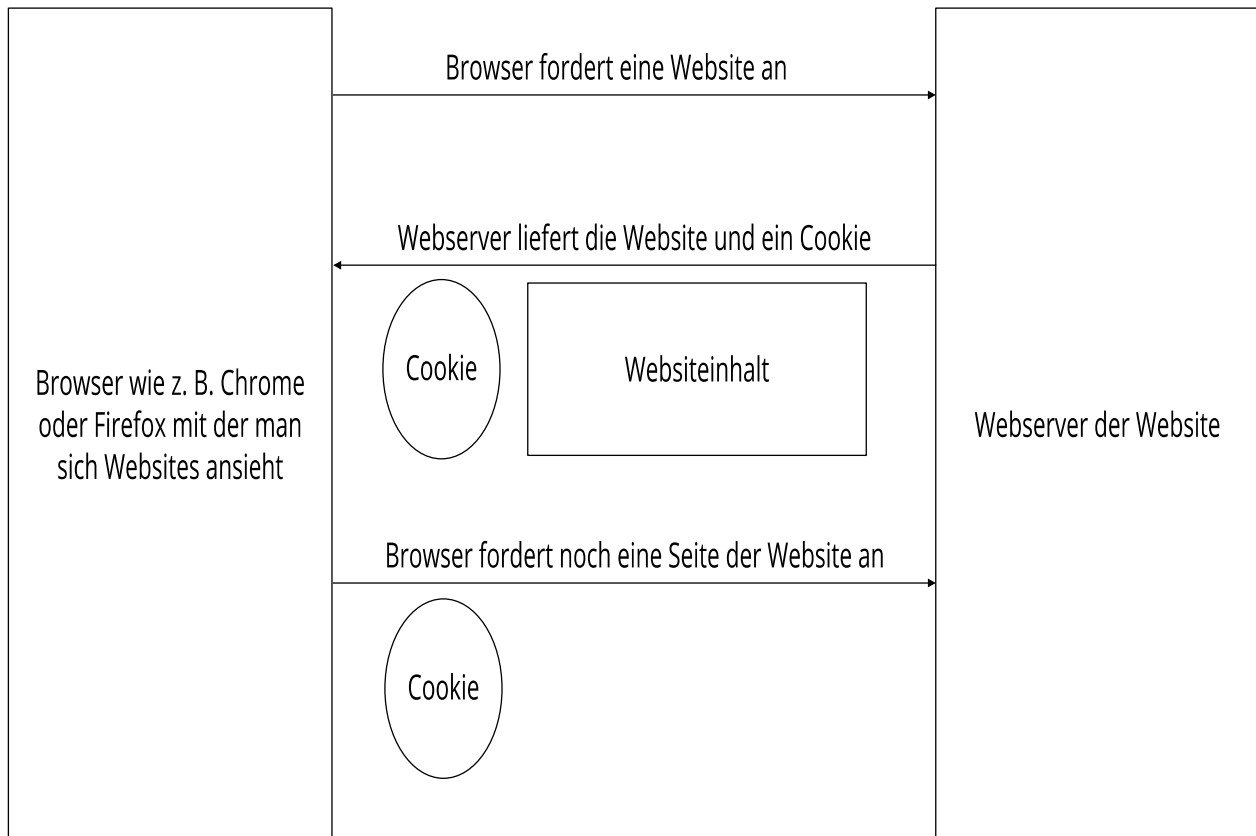 Browser fordert eine Website an
Webserver liefert die Website und ein Cookie
Cookie
Websiteinhalt
Browser wie z. B. Chrome
oder Firefox mit der man
sich Websites ansieht
Webserver der Website
Browser fordert noch eine Seite der Website an
Cookie